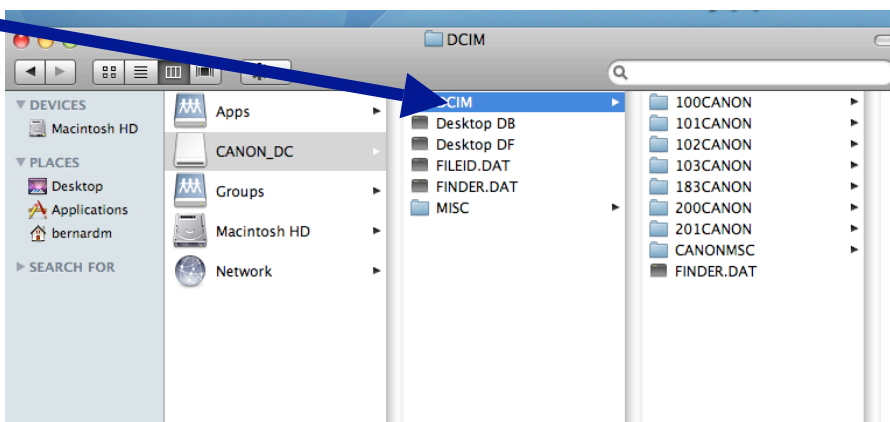 DCIM
DEVICES
Macintosh HD
PLACES
Desktop
Applications
bernardm
SEARCH FOR
Apps
CANON_DC
Groups
Macintosh HD
Network
DCIM
Desktop DB
Desktop DF
FILEID.DAT
FINDER.DAT
MISC
100CANON
101CANON
102CANON
103CANON
183CANON
200CANON
201CANON
CANONMSC
FINDER.DAT